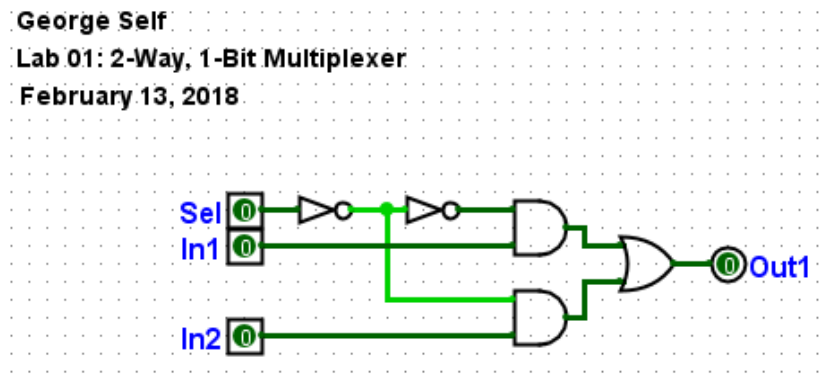 George Self
Lab 01: 2-Way, 1-Bit Multiplexer
February 13, 2018
Sel 0
In1 0
0 Out1
In2 0